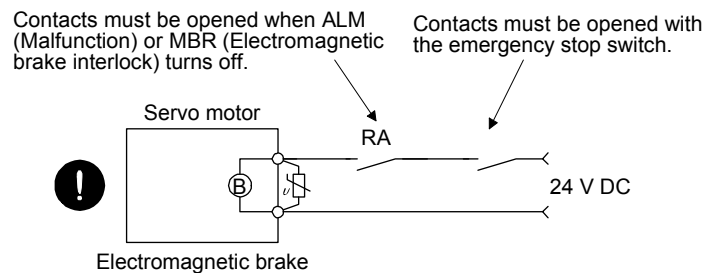 Contacts must be opened when ALM
(Malfunction) or MBR (Electromagnetic
brake interlock) turns off.
Contacts must be opened with
the emergency stop switch.
Servo motor
RA
B
υ
24 V DC
Electromagnetic brake